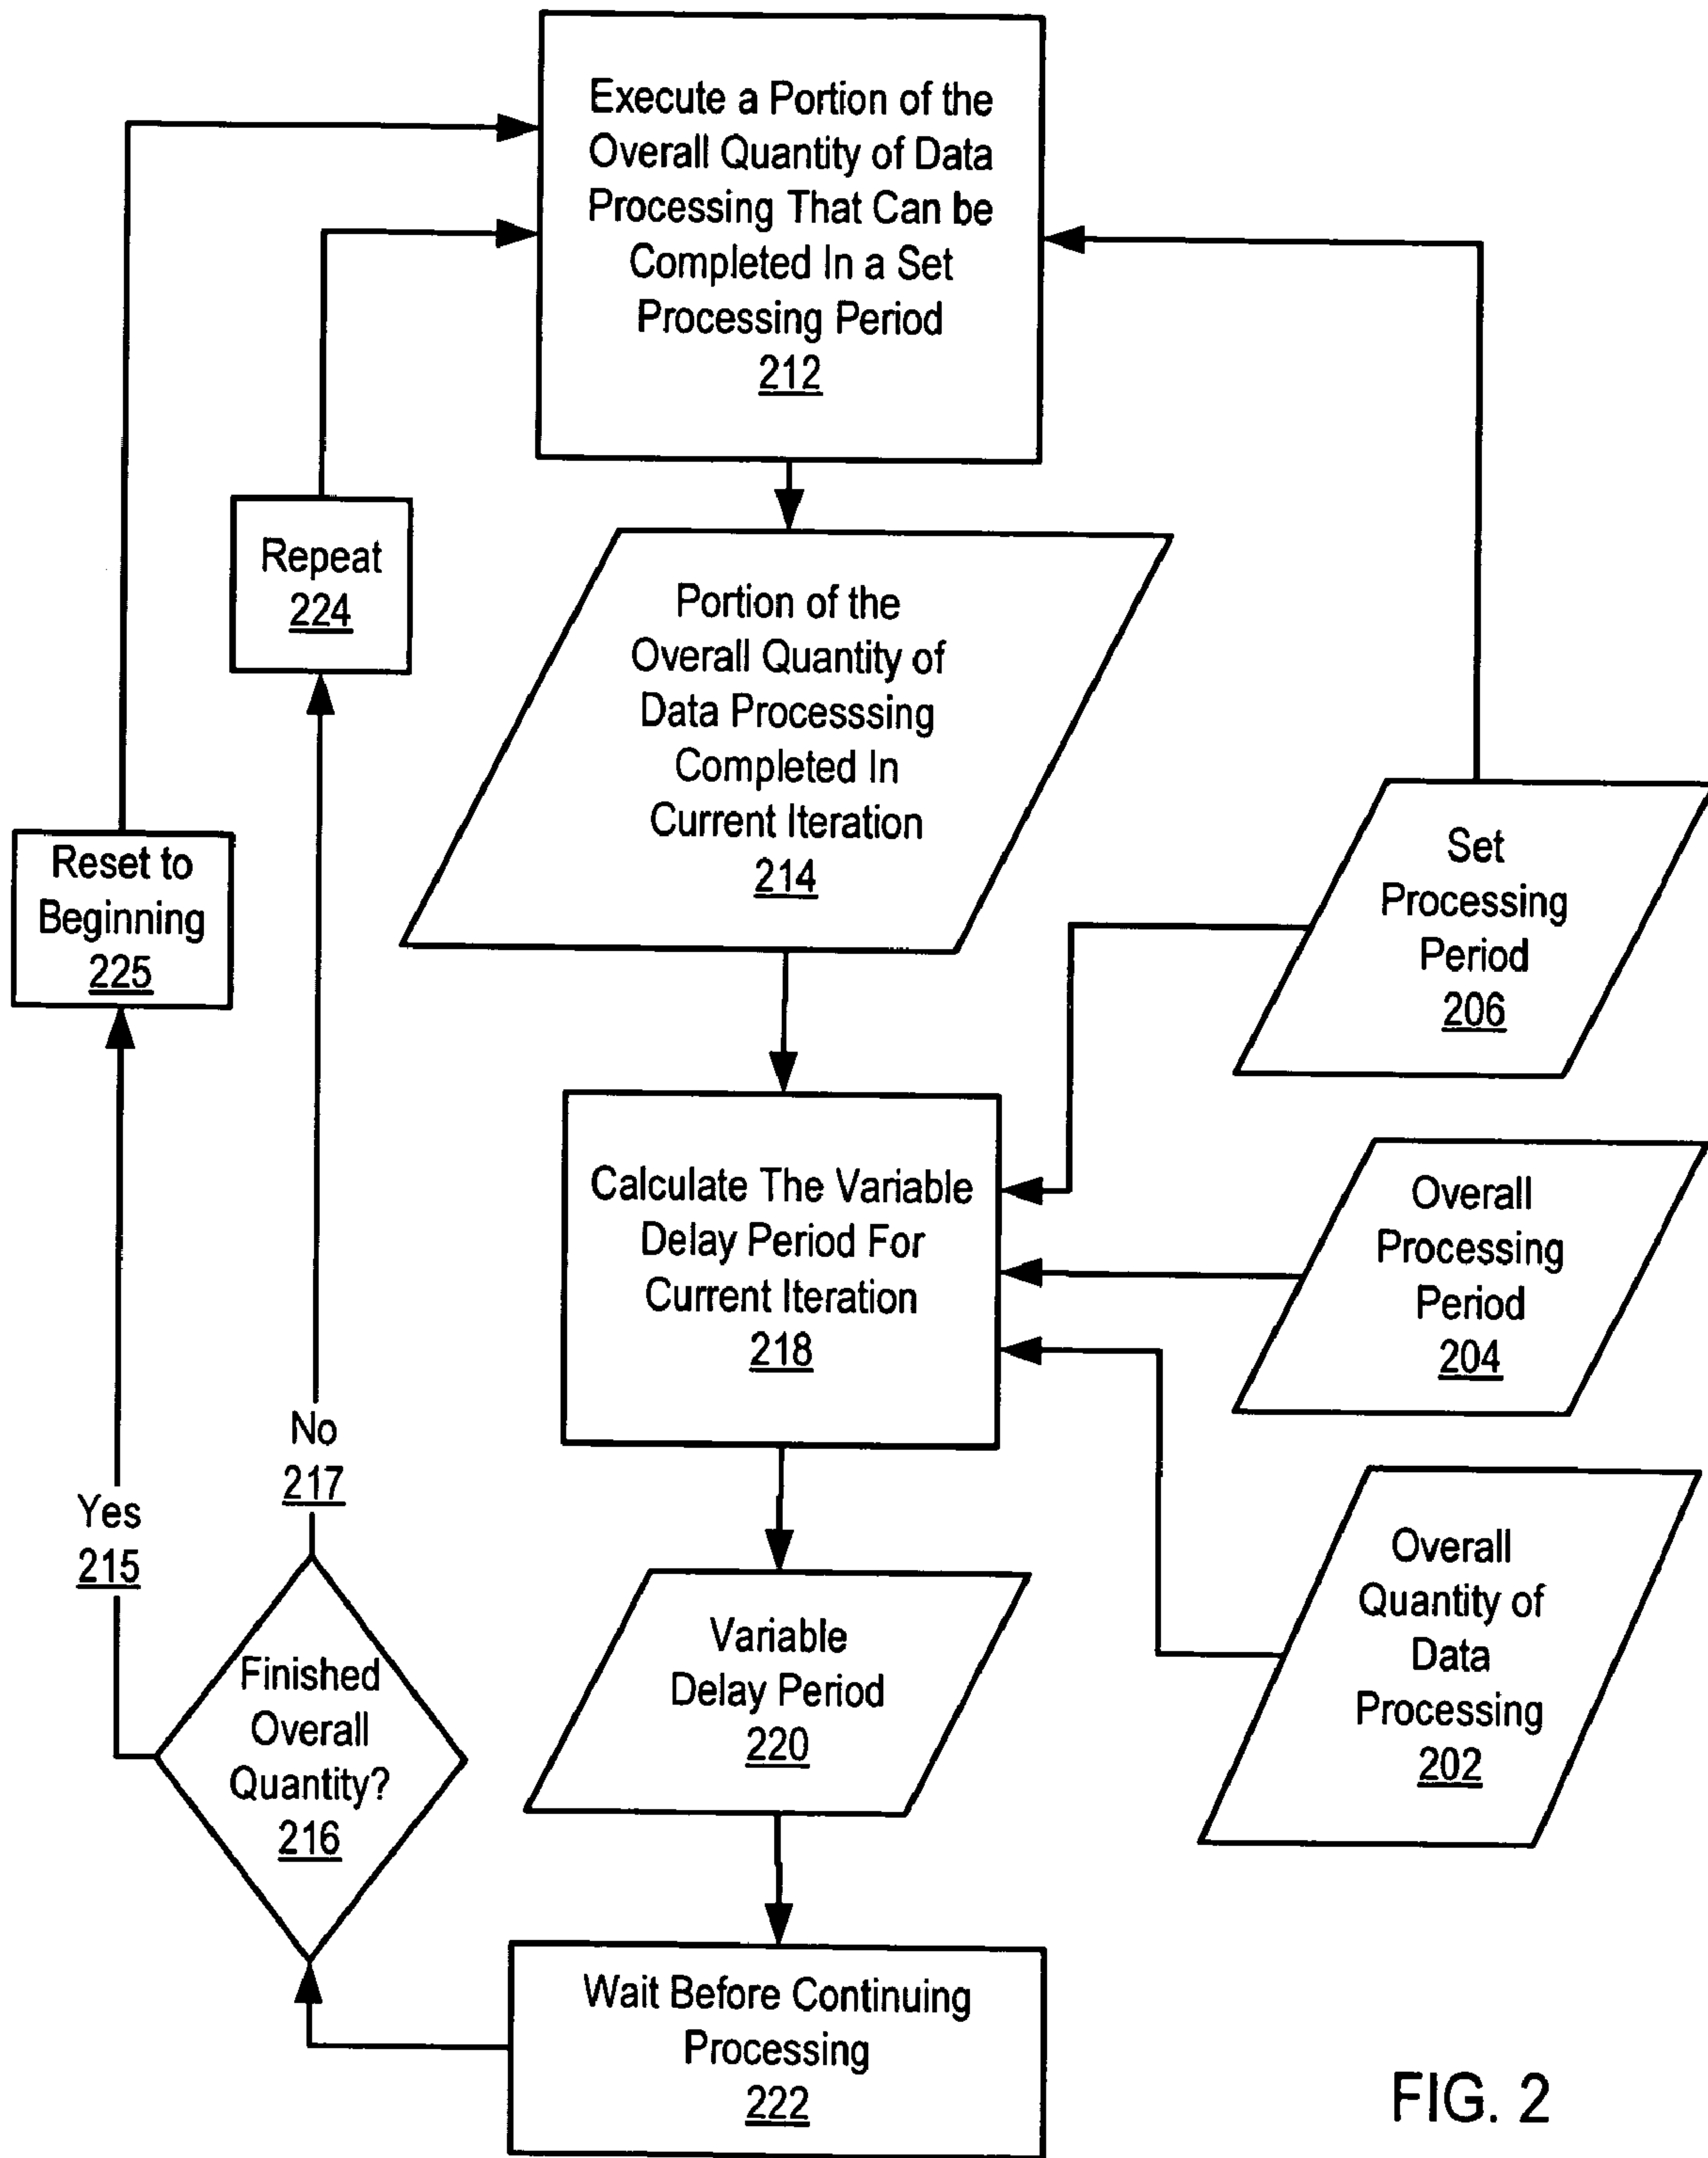 Execute a Portion of the
Overall Quantity of Data
Processing That Can be
Completed In a Set
Processing Period
212
Repeat
224
Portion of the
Overall Quantity of
Data Processsing
Completed In
Current Iteration
214
Reset to
Beginning
225
Set
Processing
Period
206
Calculate The Variable
Delay Period For
Current Iteration
218
Overall
Processing
Period
204
No
217
Yes
215
Overall
Quantity of
Data
Processing
202
Variable
Delay Period
220
Finished
Overall
Quantity?
216
Wait Before Continuing
Processing
222
FIG. 2